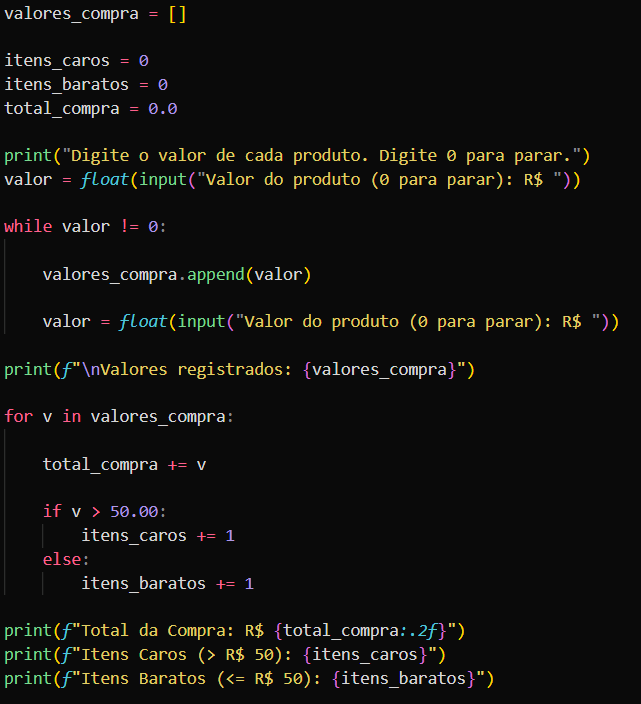 valores_compra = []
itens_caros = 0
itens_baratos = 0
total_compra = 0.0
print("Digite o valor de cada produto. Digite 0 para parar.")
valor = float(input("Valor do produto (0 para parar): R$ "))
while valor != 0:
    valores_compra.append(valor)
    valor = float(input("Valor do produto (0 para parar): R$ "))
print(f"\nValores registrados: {valores_compra}")
for v in valores_compra:
    total_compra += v
    if v > 50.00:
        itens_caros += 1
    else:
        itens_baratos += 1
print(f"Total da Compra: R$ {total_compra:.2f}")
print(f"Itens Caros (> R$ 50): {itens_caros}")
print(f"Itens Baratos (<= R$ 50): {itens_baratos}")